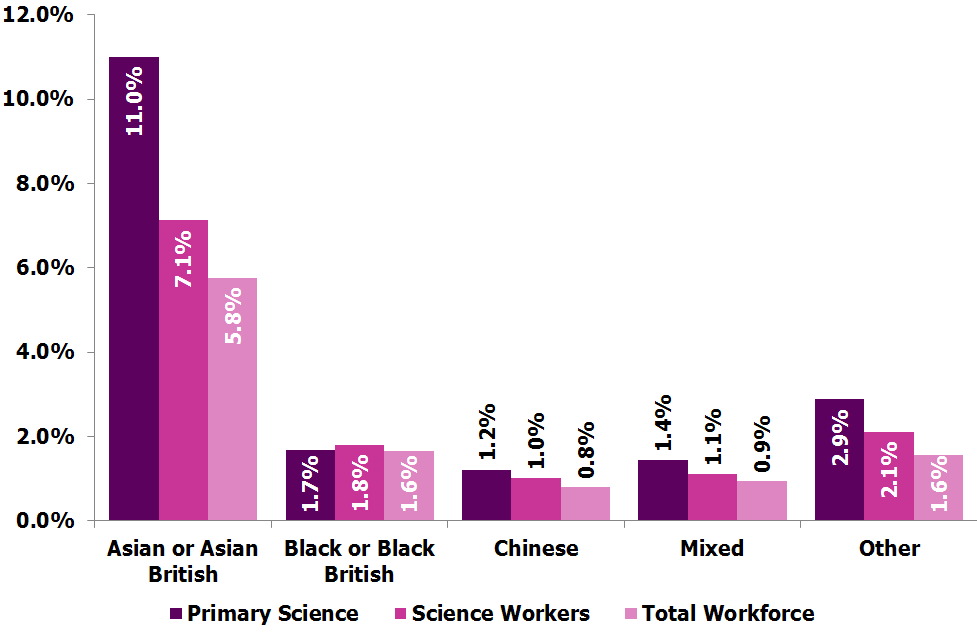 12.0%
10.0%
8.0%
6.0%
4.0%
2.0%
0.0%
11.0%
7.1%
5.8%
1.7%
1.8%
1.6%
1.2%
1.0%
0.8%
1.4%
1.1%
0.9%
2.9%
2.1%
1.6%
Asian or Asian
British
Black or Black
British
Chinese
Mixed
Other
Primary Science
Science Workers
Total Workforce